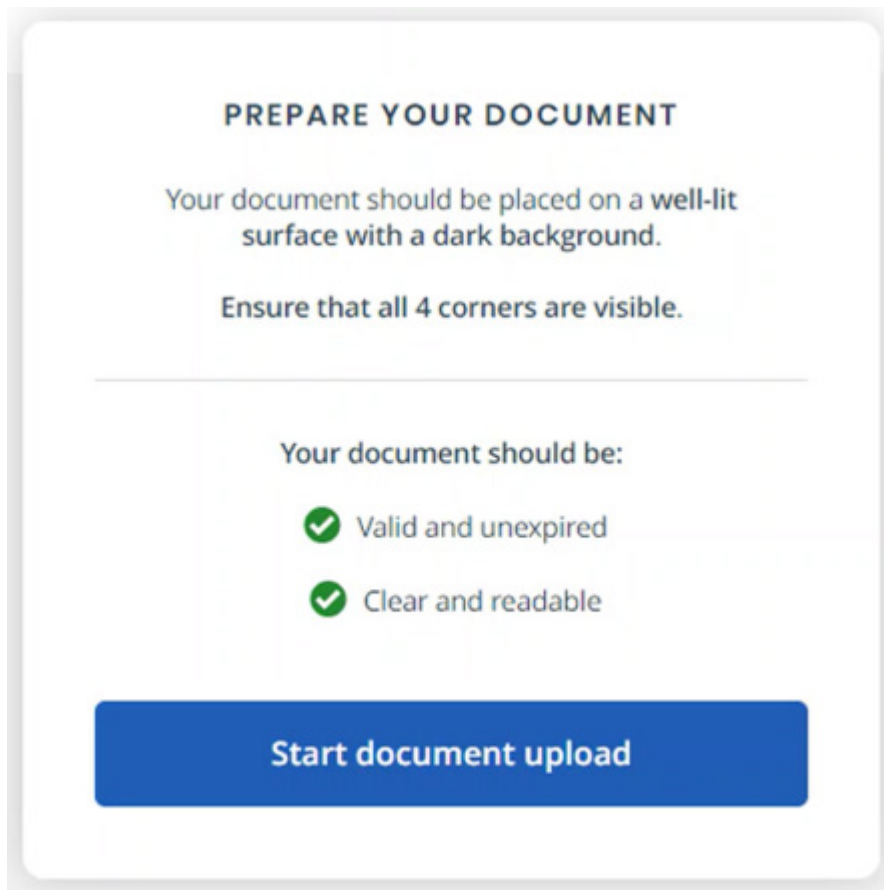 PREPARE YOUR DOCUMENT
Your document should be placed on a well-lit
surface with a dark background.
Ensure that all 4 corners are visible.
Your document should be:
Valid and unexpired
Clear and readable
Start document upload